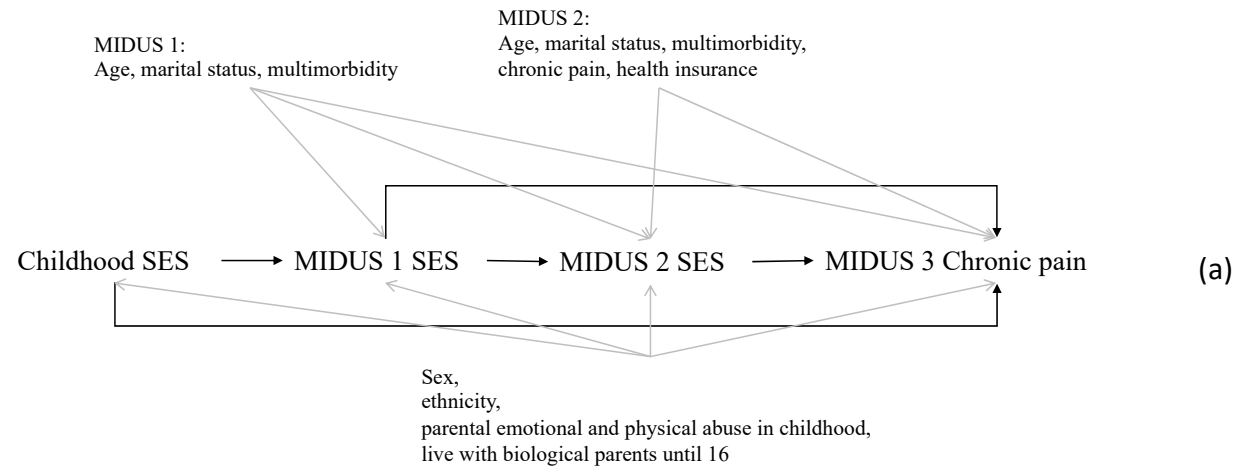 MIDUS 1:
Age, marital status, multimorbidity
MIDUS 2:
Age, marital status, multimorbidity,
chronic pain, health insurance
Childhood SES
MIDUS 1 SES
MIDUS 2 SES
MIDUS 3 Chronic pain
(a)
Sex,
ethnicity,
parental emotional and physical abuse in childhood,
live with biological parents until 16